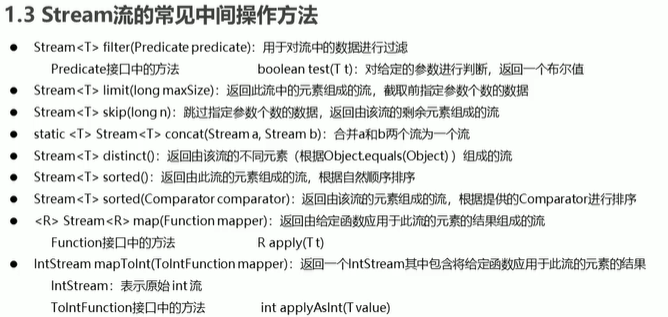 1.3 Stream流的常见中间操作方法
● Stream<T> filter(Predicate predicate)：用于对流中的数据进行过滤
Predicate接口中的方法 boolean test(T t)：对给定的参数进行判断，返回一个布尔值
● Stream<T> limit(long maxSize)：返回此流中的元素组成的流，截取前指定参数个数的数据
● Stream<T> skip(long n)：跳过指定参数个数的数据，返回由该流的剩余元素组成的流
● static <T> Stream<T> concat(Stream a, Stream b)：合并a和b两个流为一个流
● Stream<T> distinct()：返回由该流的不同元素（根据Object.equals(Object) ）组成的流
● Stream<T> sorted()：返回由此流的元素组成的流，根据自然顺序排序
● Stream<T> sorted(Comparator comparator)：返回由该流的元素组成的流，根据提供的Comparator进行排序
● <R> Stream<R> map(Function mapper)：返回由给定函数应用于此流的元素的结果组成的流
Function接口中的方法 R apply(T t)
● IntStream mapToInt(ToIntFunction mapper)：返回一个IntStream其中包含将给定函数应用于此流的元素的结果
IntStream：表示原始 int 流
ToIntFunction接口中的方法 int applyAsInt(T value)